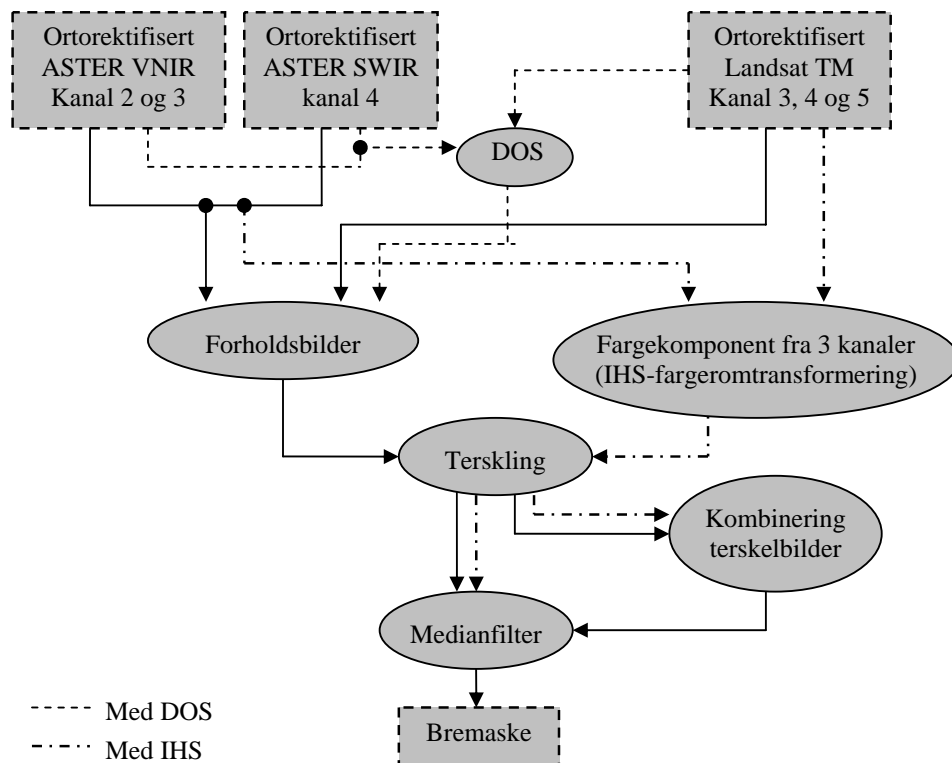 Ortorektifisert
ASTER VNIR
Kanal 2 og 3
Ortorektifisert
ASTER SWIR
kanal 4
Ortorektifisert
Landsat TM
Kanal 3, 4 og 5
DOS
Forholdsbilder
Fargekomponent fra 3 kanaler
(IHS-fargeromtransformering)
Terskling
Kombinering
terskelbilder
Medianfilter
Bremaske
Med DOS
Med IHS